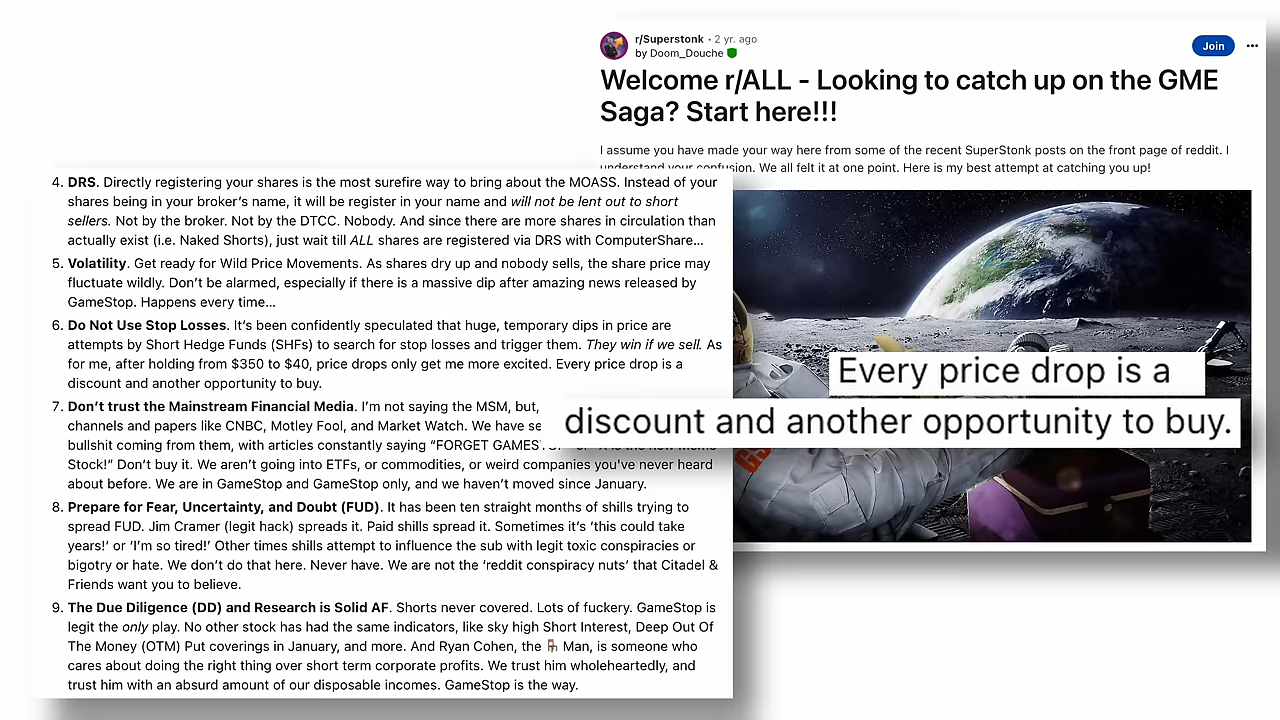 r/Superstonk • 2 yr. ago
by Doom_Douche
Join
Welcome r/ALL - Looking to catch up on the GME
Saga? Start here!!!
I assume you have made your way here from some of the recent SuperStonk posts on the front page of reddit. I
understand your confusion. We all felt it at one point. Here is my best attempt at catching you up!
4. DRS. Directly registering your shares is the most surefire way to bring about the MOASS. Instead of your
shares being in your broker's name, it will be register in your name and will not be lent out to short
sellers. Not by the broker. Not by the DTCC. Nobody. And since there are more shares in circulation than
actually exist (i.e. Naked Shorts), just wait till ALL shares are registered via DRS with ComputerShare...
5. Volatility. Get ready for Wild Price Movements. As shares dry up and nobody sells, the share price may
fluctuate wildly. Don't be alarmed, especially if there is a massive dip after amazing news released by
GameStop. Happens every time...
6. Do Not Use Stop Losses. It's been confidently speculated that huge, temporary dips in price are
attempts by Short Hedge Funds (SHFs) to search for stop losses and trigger them. They win if we sell. As
for me, after holding from $350 to $40, price drops only get me more excited. Every price drop is a
discount and another opportunity to buy.
7. Don't trust the Mainstream Financial Media. I'm not saying the MSM, but,
channels and papers like CNBC, Motley Fool, and Market Watch. We have se
bullshit coming from them, with articles constantly saying "FORGET GAMES
Stock!" Don't buy it. We aren't going into ETFs, or commodities, or weird companies you've never heard
about before. We are in GameStop and GameStop only, and we haven't moved since January.
8. Prepare for Fear, Uncertainty, and Doubt (FUD). It has been ten straight months of shills trying to
spread FUD. Jim Cramer (legit hack) spreads it. Paid shills spread it. Sometimes it's 'this could take
years!' or 'I'm so tired!' Other times shills attempt to influence the sub with legit toxic conspiracies or
bigotry or hate. We don't do that here. Never have. We are not the 'reddit conspiracy nuts' that Citadel &
Friends want you to believe.
9. The Due Diligence (DD) and Research is Solid AF. Shorts never covered. Lots of fuckery. GameStop is
legit the only play. No other stock has had the same indicators, like sky high Short Interest, Deep Out Of
The Money (OTM) Put coverings in January, and more. And Ryan Cohen, the 🪑 Man, is someone who
cares about doing the right thing over short term corporate profits. We trust him wholeheartedly, and
trust him with an absurd amount of our disposable incomes. GameStop is the way.
Every price drop is a
discount and another opportunity to buy.